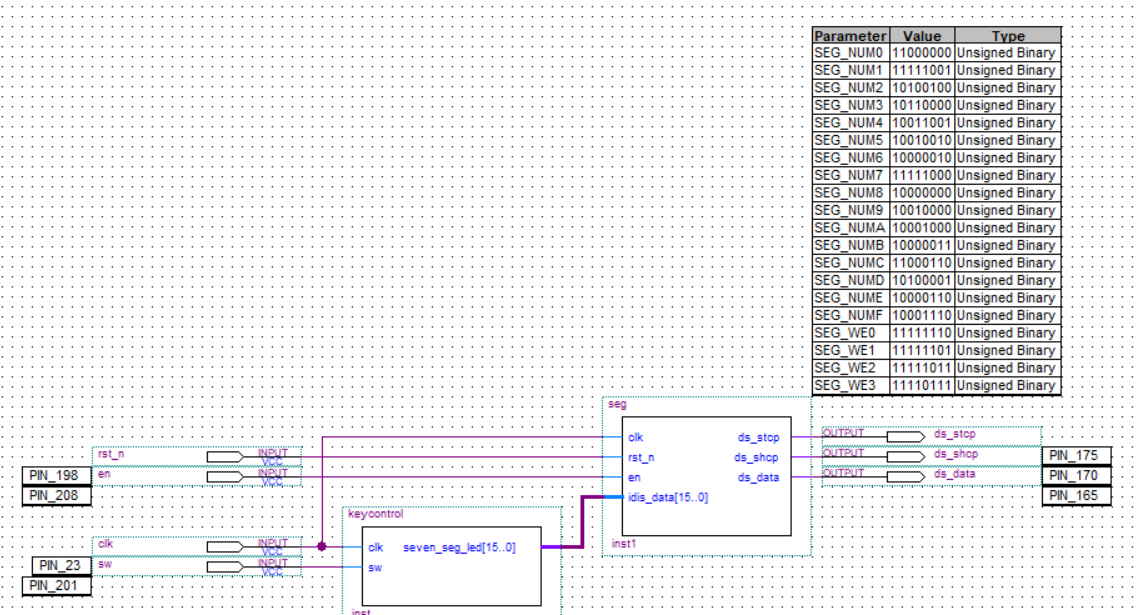 Parameter Value Type
SEG_NUM0 11000000 Unsigned Binary
SEG_NUM1 11111001 Unsigned Binary
SEG_NUM2 10100100 Unsigned Binary
SEG_NUM3 10110000 Unsigned Binary
SEG_NUM4 10011001 Unsigned Binary
SEG_NUM5 10010010 Unsigned Binary
SEG_NUM6 10000010 Unsigned Binary
SEG_NUM7 11111000 Unsigned Binary
SEG_NUM8 10000000 Unsigned Binary
SEG_NUM9 10010000 Unsigned Binary
SEG_NUMA 10001000 Unsigned Binary
SEG_NUMB 10000011 Unsigned Binary
SEG_NUMC 11000110 Unsigned Binary
SEG_NUMD 10100001 Unsigned Binary
SEG_NUME 10000110 Unsigned Binary
SEG_NUMF 10001110 Unsigned Binary
SEG_WE0 11111110 Unsigned Binary
SEG_WE1 11111101 Unsigned Binary
SEG_WE2 11111011 Unsigned Binary
SEG_WE3 11110111 Unsigned Binary
seg
clk ds_stcp
rst_n ds_shcp
en ds_data
idis_data[15..0]
inst1
OUTPUT ds_stcp
OUTPUT ds_shcp
OUTPUT ds_data
PIN_175
PIN_170
PIN_165
rst_n INPUT
VCC
en INPUT
VCC
PIN_198
PIN_208
keycontrol
clk seven_seg_led[15..0]
sw
inst
clk INPUT
VCC
sw INPUT
VCC
PIN_23
PIN_201